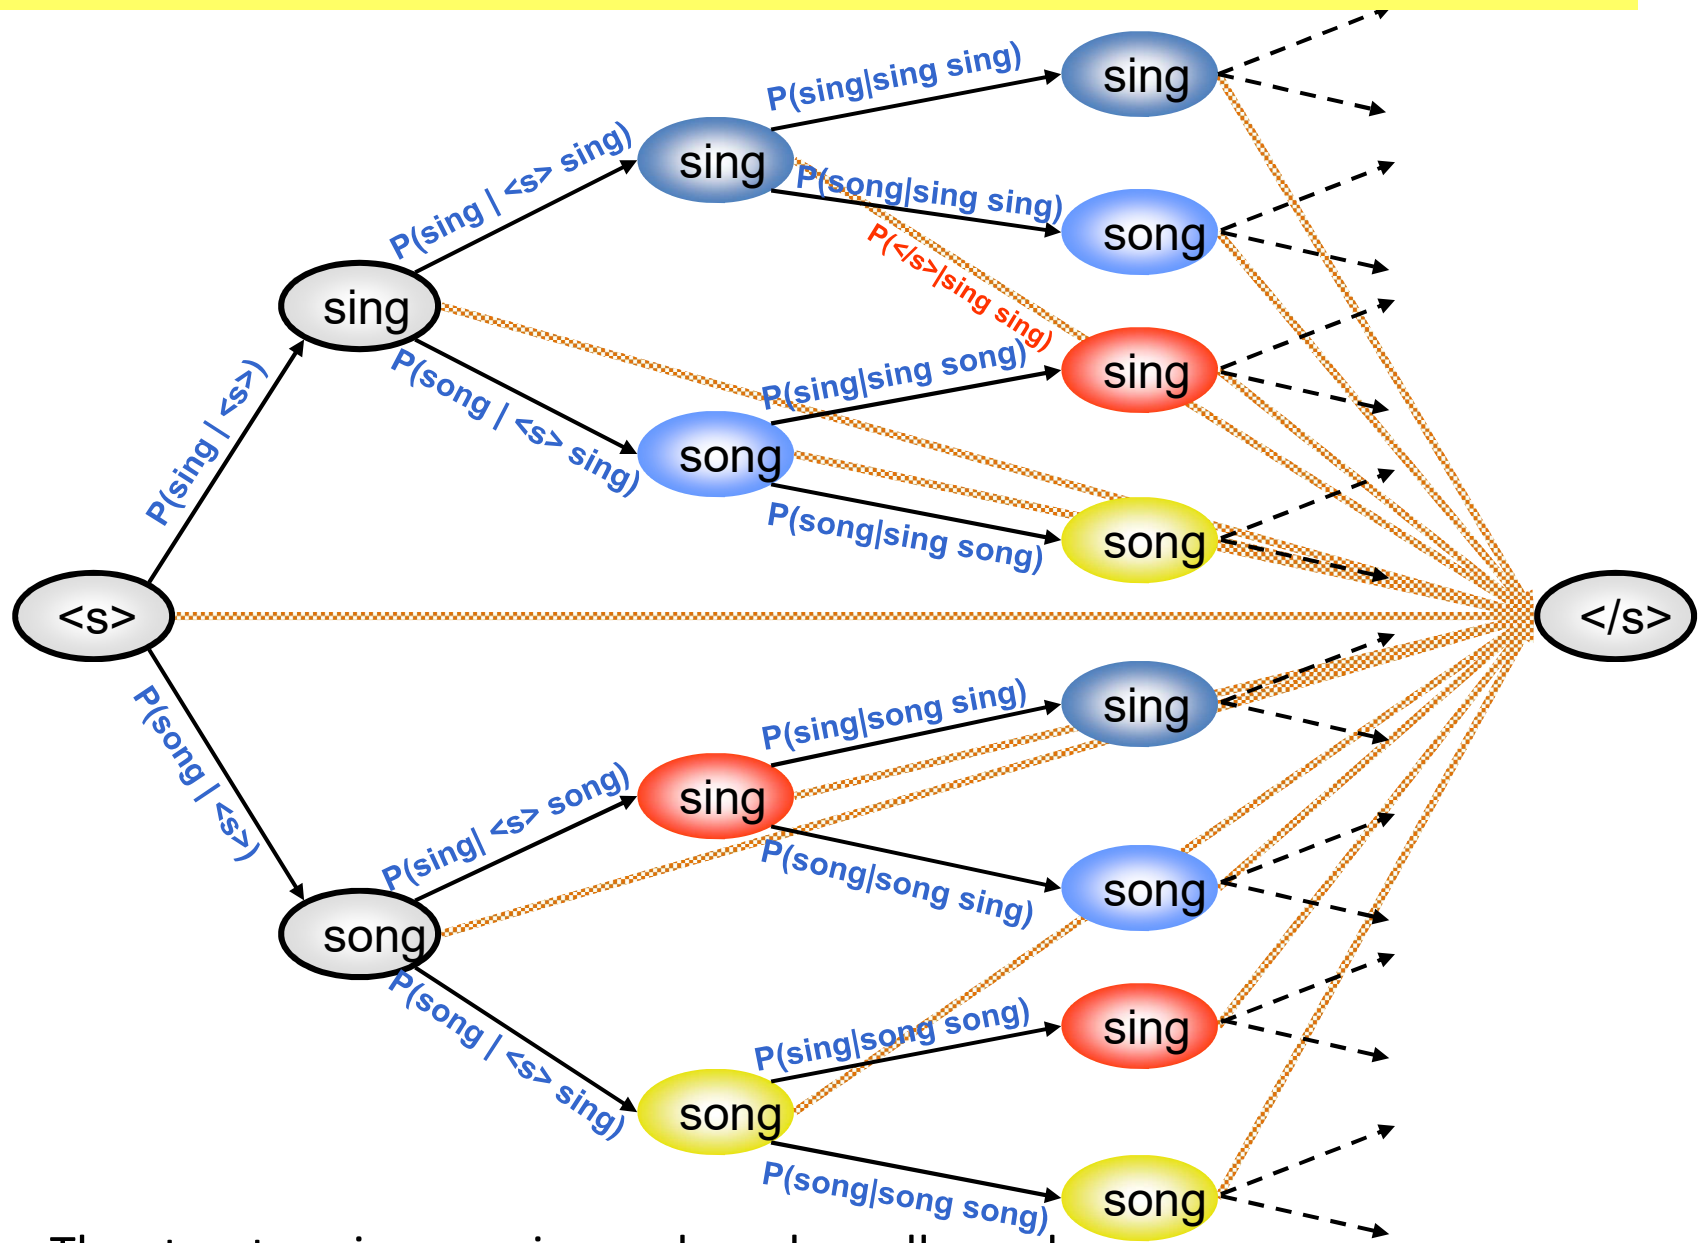 sing
P(sing|sing sing)
P(sing | <s> sing)
sing
P(song|sing sing)
song
P(</s>|sing sing)
sing
P(sing|sing song)
sing
P(song | <s> sing)
P(sing | <s>)
song
P(song|sing song)
song
<s>
</s>
P(song | <s>)
P(sing|song sing)
sing
P(sing| <s> song)
sing
P(song|song sing)
song
song
P(song | <s> sing)
P(sing|song song)
sing
song
P(song|song song)
song